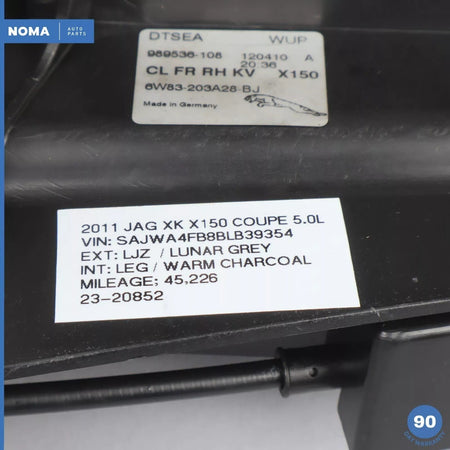 NOMA AUTO PARTS
DTSEA WUP
989536-108 120410 A
20 36
CL FR RH KV X150
6W83-203A28-BJ
Made in Germany
2011 JAG XK X150 COUPE 5.0L
VIN: SAJWA4FB8BLB39354
EXT: LJZ / LUNAR GREY
INT: LEG / WARM CHARCOAL
MILEAGE; 45,226
23-20852
90
DAY WARRANTY